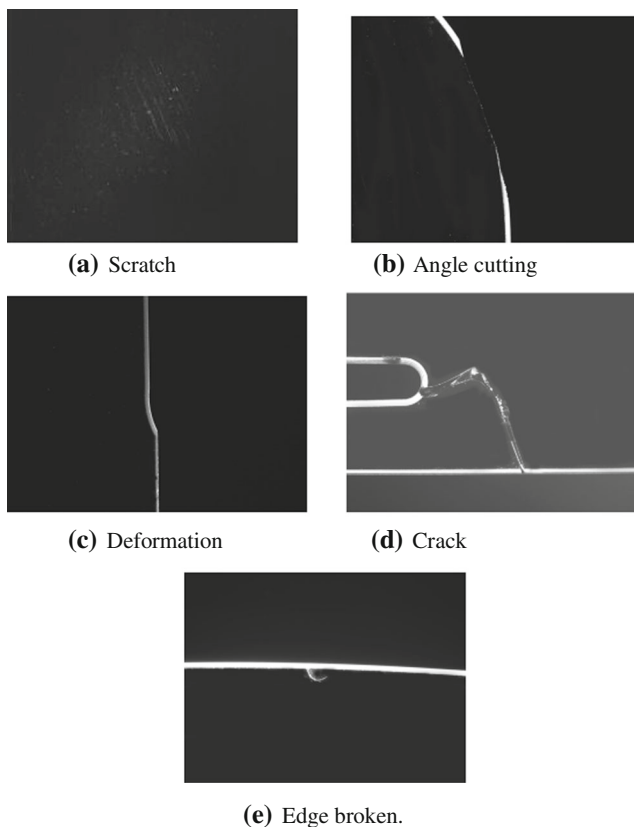 (a) Scratch
(b) Angle cutting
(c) Deformation
(d) Crack
(e) Edge broken.